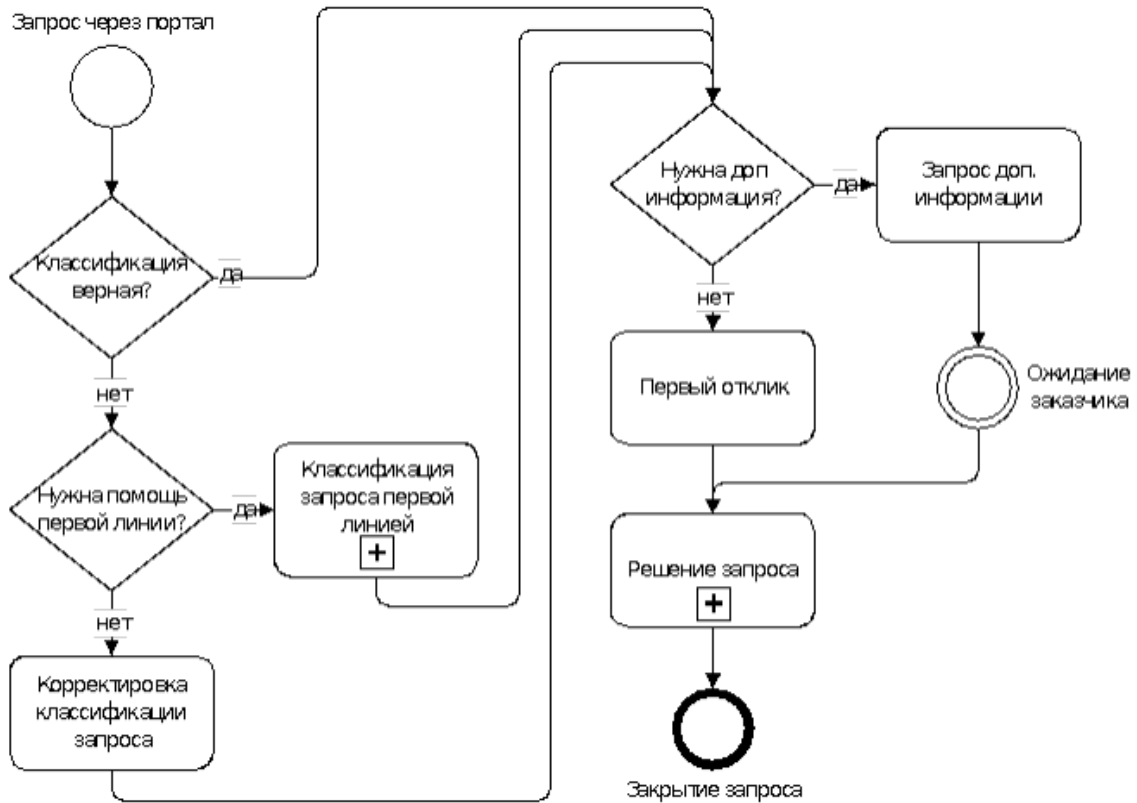 Запрос через портал
Классификация
верная?
да
нет
Нужна помощь
первой линии?
да
Классификация
запроса первой
линией
нет
Корректировка
классификации
запроса
Нужна доп
информация?
да
Запрос доп.
информации
нет
Первый отклик
Ожидание
заказчика
Решение запроса
Закрытие запроса